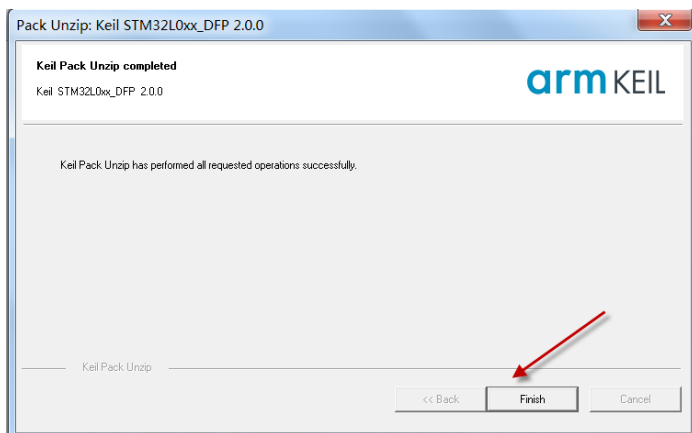 Pack Unzip: Keil STM32L0xx_DFP 2.0.0
Keil Pack Unzip completed
Keil STM32L0xx_DFP 2.0.0
arm KEIL
Keil Pack Unzip has performed all requested operations successfully.
Keil Pack Unzip
<< Back Finish Cancel